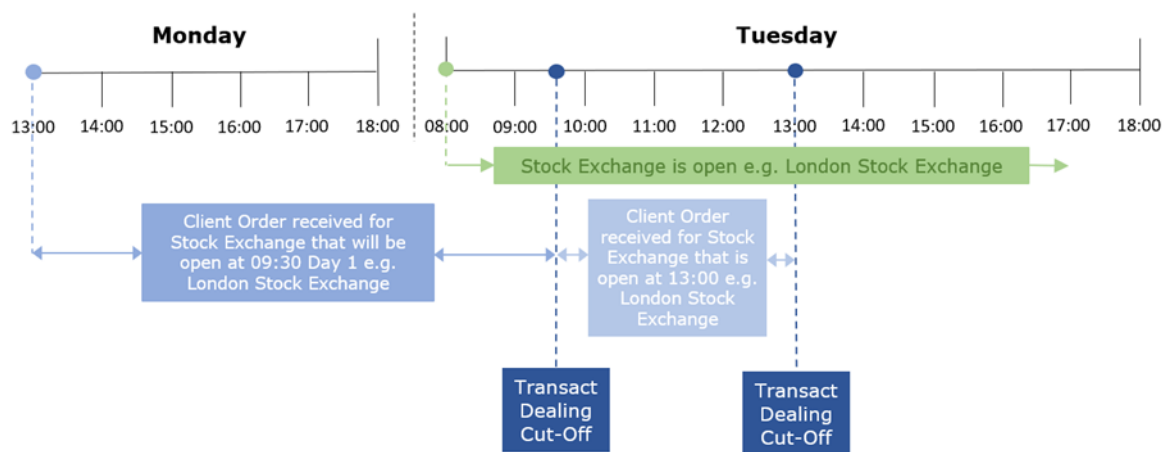 Monday
Tuesday
13:00 14:00 15:00 16:00 17:00 18:00
08:00 09:00 10:00 11:00 12:00 13:00 14:00 15:00 16:00 17:00 18:00
Stock Exchange is open e.g. London Stock Exchange
Client Order received for
Stock Exchange that will be
open at 09:30 Day 1 e.g.
London Stock Exchange
Client Order
received for Stock
Exchange that is
open at 13:00 e.g.
London Stock
Exchange
Transact
Dealing
Cut-Off
Transact
Dealing
Cut-Off